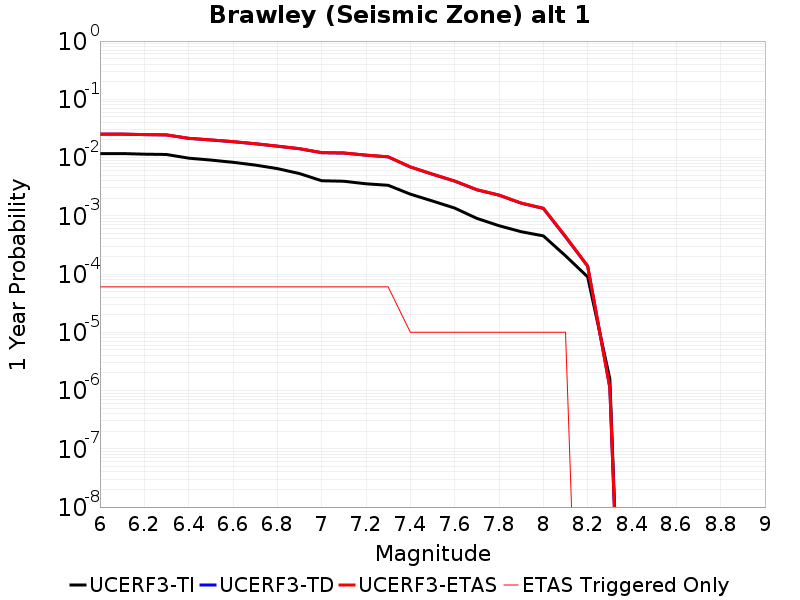 Brawley (Seismic Zone) alt 1
1 Year Probability
10^0
10^-1
10^-2
10^-3
10^-4
10^-5
10^-6
10^-7
10^-8
6 6.2 6.4 6.6 6.8 7 7.2 7.4 7.6 7.8 8 8.2 8.4 8.6 8.8 9
Magnitude
UCERF3-TI UCERF3-TD UCERF3-ETAS ETAS Triggered Only